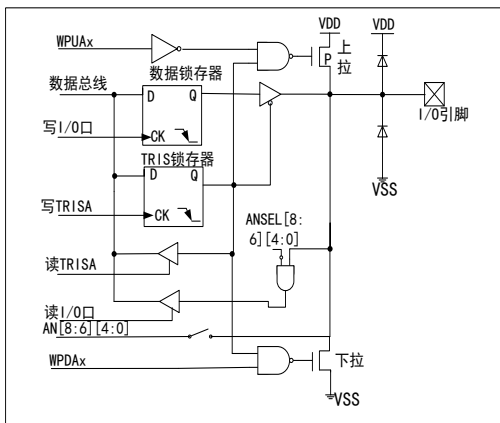 VDD
VDD
WPUAx
上
P
拉
数据锁存器
数据总线
D
Q
I/O引脚
写I/O口
CK
TRIS锁存器
D
Q
VSS
写TRISA
CK
ANSEL[8:
6][4:0]
读TRISA
读I/O口
AN[8:6][4:0]
WPDAx
下拉
VSS